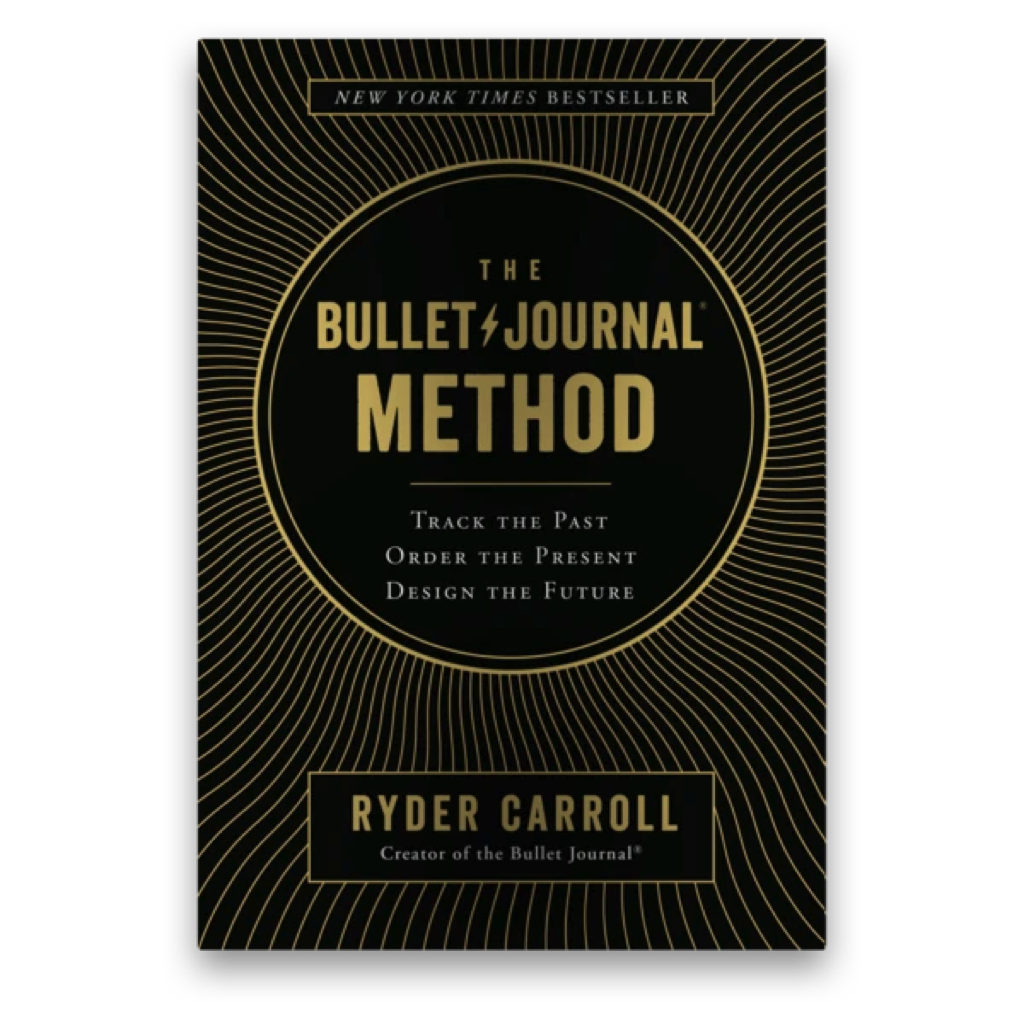 NEW YORK TIMES BESTSELLER
THE
BULLET JOURNAL®
METHOD
TRACK THE PAST
ORDER THE PRESENT
DESIGN THE FUTURE
RYDER CARROLL
Creator of the Bullet Journal®